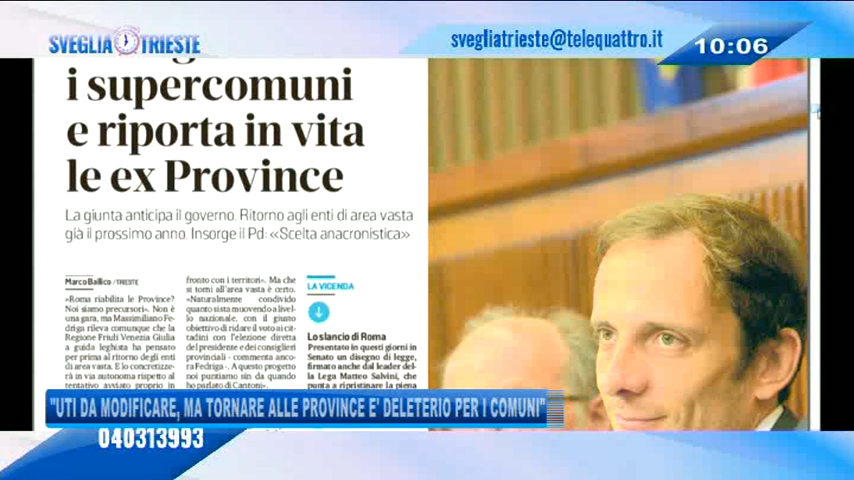 SVEGLIA TRIESTE
svegliatrieste@telequattro.it
10:06
i supercomuni
e riporta in vita
le ex Province
La giunta anticipa il governo. Ritorno agli enti di area vasta
già il prossimo anno. Insorge il Pd: «Scelta anacronistica»
Marco Ballico / TRIESTE
«Roma riabilita le Province?
Noi siamo precursori». Non è
una gara, ma Massimiliano Fe-
driga rileva comunque che la
Regione Friuli Venezia Giulia
a guida leghista ha pensato
per prima al ritorno degli enti
di area vasta. E lo concretizze-
rà in via autonoma rispetto al
tentativo avviato proprio in
fronto con i territori». Ma che
si torni all'area vasta è certo.
«Naturalmente condivido
quanto si sta muovendo a livel-
lo nazionale, con il giusto
obiettivo di ridare il voto ai cit-
tadini con l'elezione diretta
del presidente e dei consiglieri
provinciali - commenta anco-
ra Fedriga -. A questo progetto
noi puntiamo sin da quando
ho parlato di Cantoni».
LA VICENDA
Lo slancio di Roma
Presentato in questi giorni in
Senato un disegno di legge,
firmato anche dal leader del-
la Lega Matteo Salvini, che
punta a ripristinare la piena
"UTI DA MODIFICARE, MA TORNARE ALLE PROVINCE E' DELETERIO PER I COMUNI"
040313993